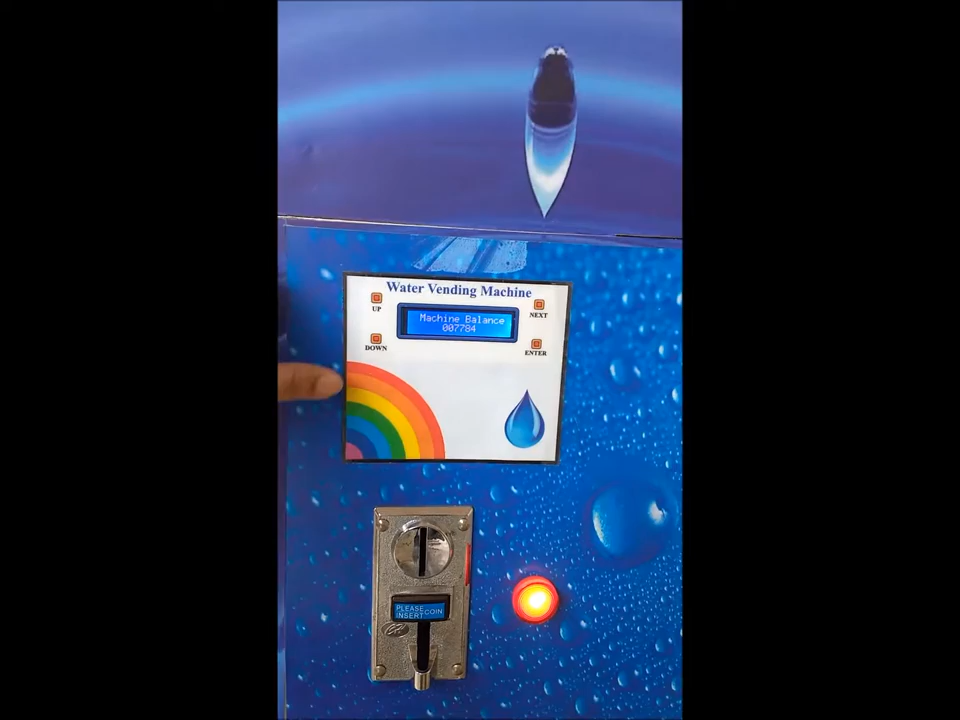 Water Vending Machine
UP
NEXT
Machine Balance
007784
DOWN
ENTER
PLEASE
INSERT COIN